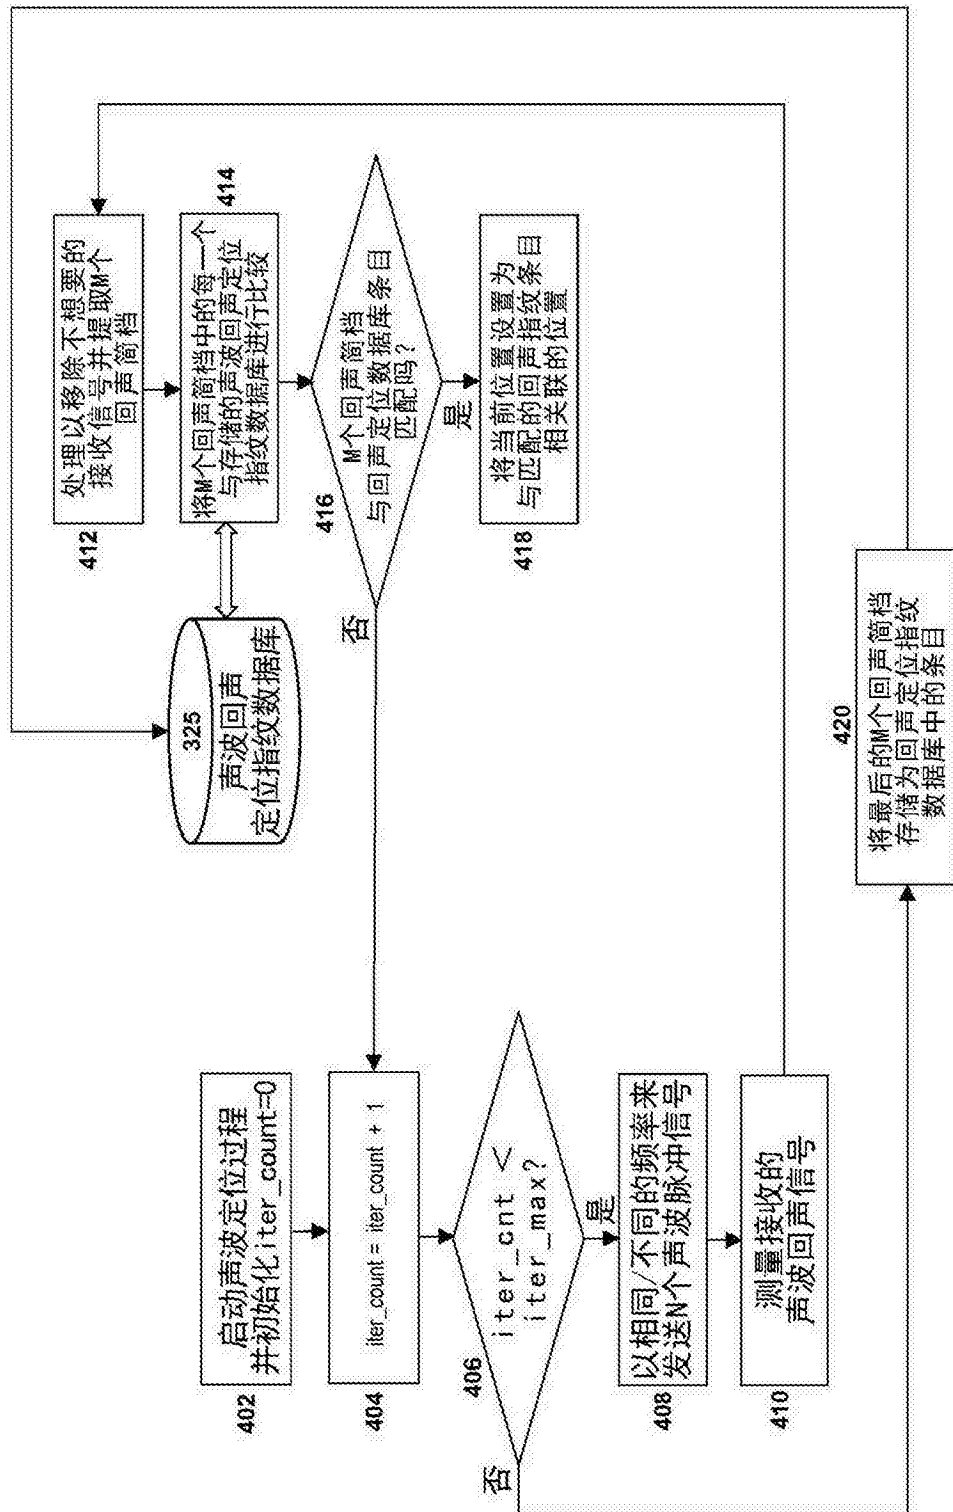 402
启动声波定位过程
并初始化iter_count=0
404
iter_count = iter_count + 1
406
iter_cnt <
iter_max?
是
否
408
以相同/不同的频率来
发送N个声波脉冲信号
410
测量接收的
声波回声信号
412
处理以移除不想要的
接收信号并提取M个
回声简档
414
将M个回声简档中的每一个
与存储的声波回声定位
指纹数据库进行比较
325
声波回声
定位指纹数据库
416
M个回声简档
与回声定位数据库条目
匹配吗?
是
否
418
将当前位置设置为
与匹配的回声指纹条目
相关联的位置
420
将最后的M个回声简档
存储为回声定位指纹
数据库中的条目